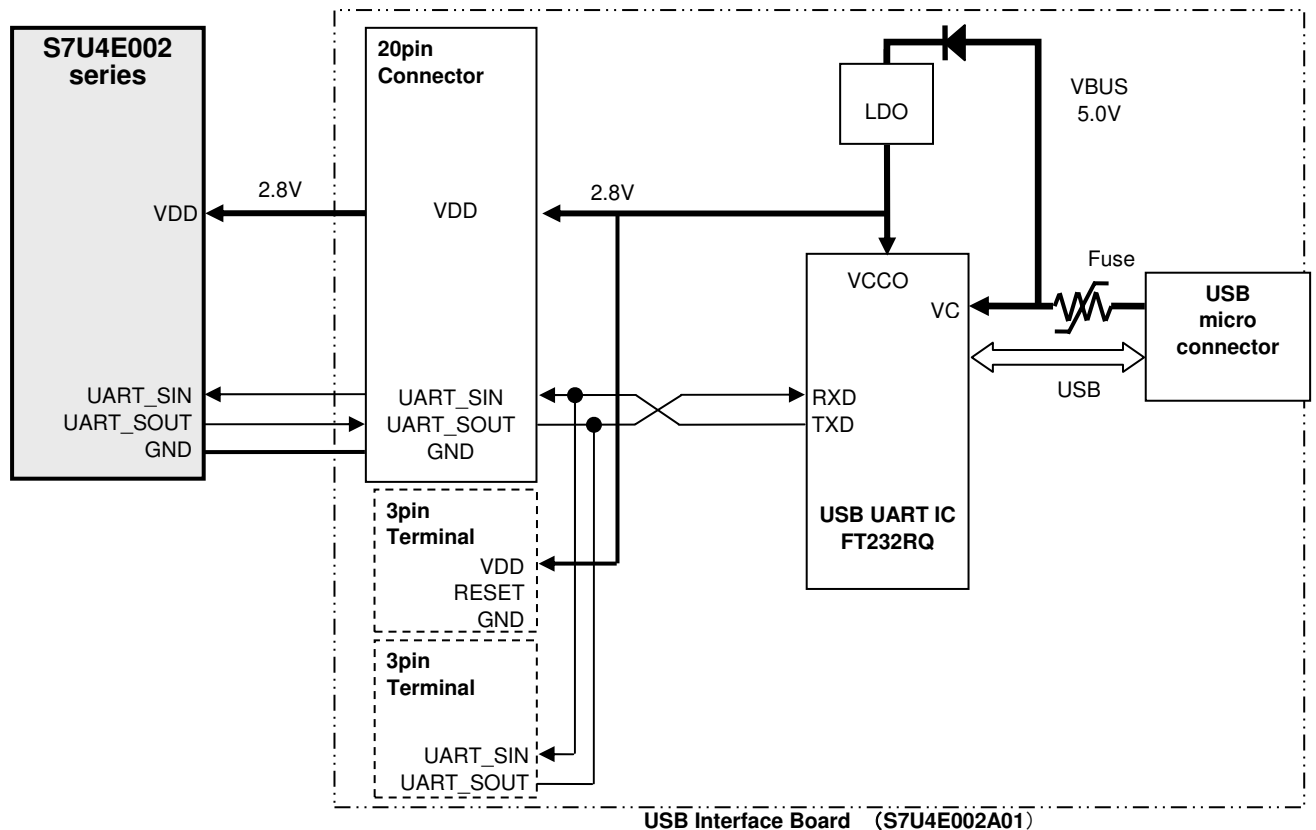 S7U4E002
series
VDD
UART_SIN
UART_SOUT
GND
2.8V
20pin
Connector
VDD
UART_SIN
UART_SOUT
GND
3pin
Terminal
VDD
RESET
GND
3pin
Terminal
UART_SIN
UART_SOUT
2.8V
LDO
VBUS
5.0V
VCCO
VC
RXD
TXD
USB UART IC
FT232RQ
Fuse
USB
USB
micro
connector
USB Interface Board （S7U4E002A01）